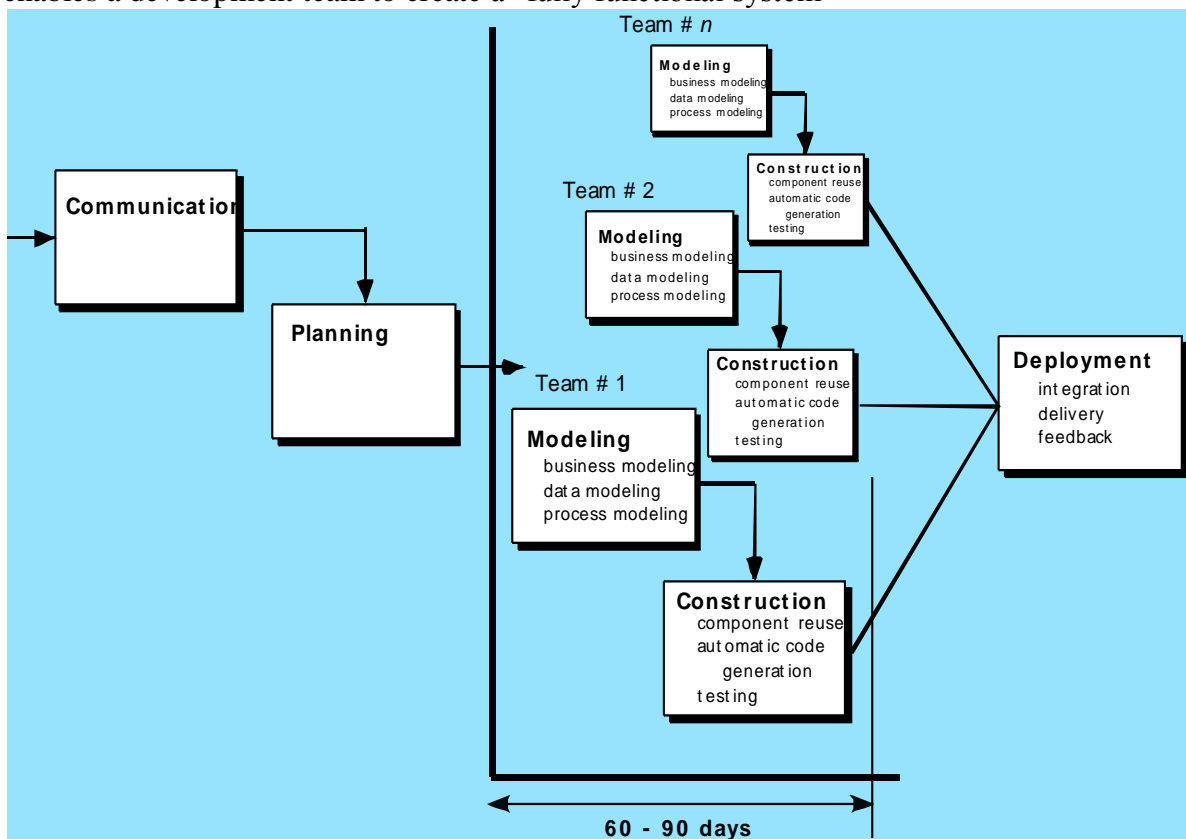 enables a development team to create a "fully functional system"
Team # n
Modeling
business modeling
data modeling
process modeling
Construction
component reuse
automatic code
generation
testing
Team # 2
Modeling
business modeling
data modeling
process modeling
Construction
component reuse
automatic code
generation
testing
Communication
Planning
Team # 1
Modeling
business modeling
data modeling
process modeling
Construction
component reuse
automatic code
generation
testing
Deployment
integration
delivery
feedback
60 - 90 days